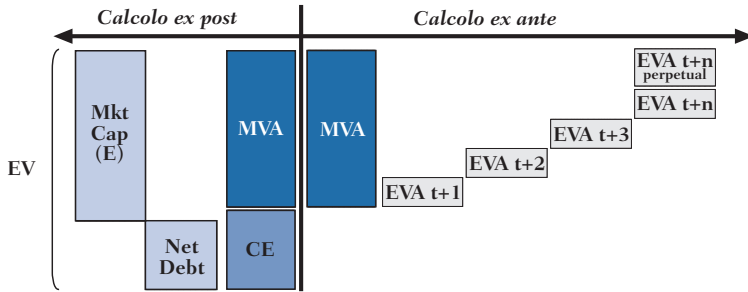 Calcolo ex post
Calcolo ex ante
EV
Mkt
Cap
(E)
Net
Debt
MVA
CE
MVA
EVA t+1
EVA t+2
EVA t+3
EVA t+n
perpetual
EVA t+n